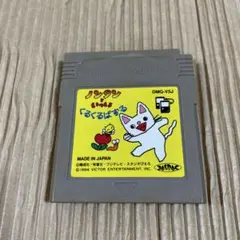 DMG-V5J
ノンタン
と
いっしょ
くるくるぱずる
MADE IN JAPAN
© 1994 VICTOR ENTERTAINMENT, INC.